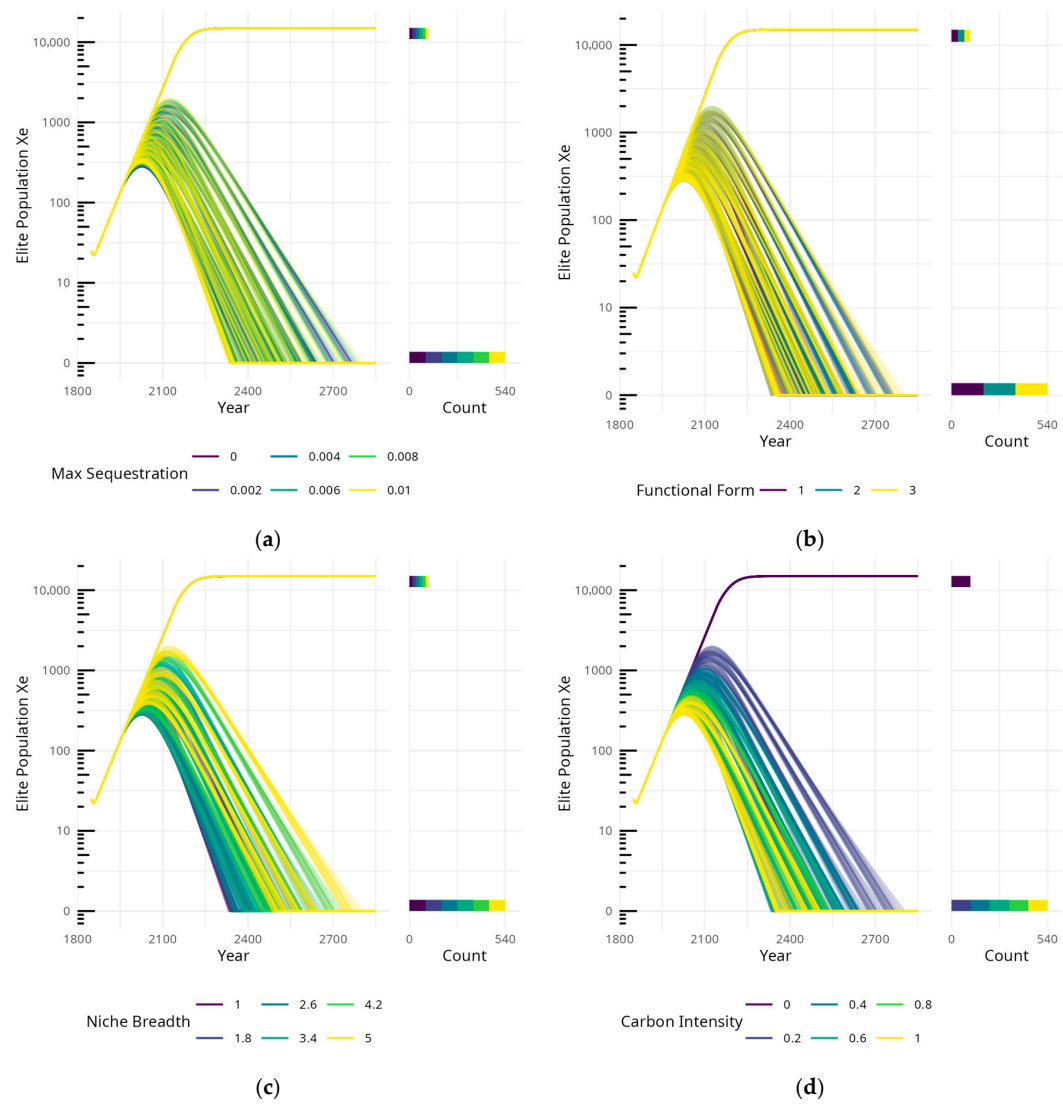 10,000
1000
100
10
0
Elite Population Xe
1800 2100 2400 2700
Year
0 540
Count
Max Sequestration
0 0.004 0.008
0.002 0.006 0.01
(a)
10,000
1000
100
10
0
Elite Population Xe
1800 2100 2400 2700
Year
0 540
Count
Functional Form 1 2 3
(b)
10,000
1000
100
10
0
Elite Population Xe
1800 2100 2400 2700
Year
0 540
Count
Niche Breadth
1 2.6 4.2
1.8 3.4 5
(c)
10,000
1000
100
10
0
Elite Population Xe
1800 2100 2400 2700
Year
0 540
Count
Carbon Intensity
0 0.4 0.8
0.2 0.6 1
(d)